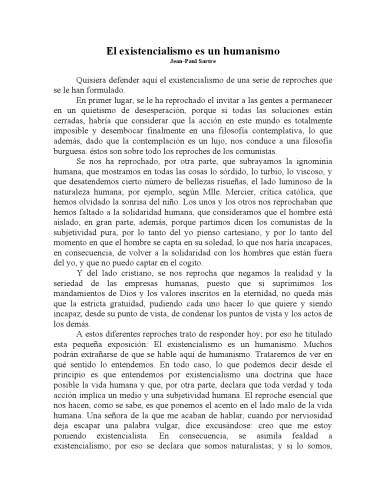 El existencialismo es un humanismo
Jean-Paul Sartre
Quisiera defender aquí el existencialismo de una serie de reproches que
se le han formulado.
En primer lugar, se le ha reprochado el invitar a las gentes a permanecer
en un quietismo de desesperación, porque si todas las soluciones están
cerradas, habría que considerar que la acción en este mundo es totalmente
imposible y desembocar finalmente en una filosofía contemplativa, lo que
además, dado que la contemplación es un lujo, nos conduce a una filosofía
burguesa. éstos son sobre todo los reproches de los comunistas.
Se nos ha reprochado, por otra parte, que subrayamos la ignominia
humana, que mostramos en todas las cosas lo sórdido, lo turbio, lo viscoso, y
que desatendemos cierto número de bellezas risueñas, el lado luminoso de la
naturaleza humana, por ejemplo, según Mlle. Mercier, crítica católica, que
hemos olvidado la sonrisa del niño. Los unos y los otros nos reprochaban que
hemos faltado a la solidaridad humana, que consideramos que el hombre está
aislado, en gran parte, además, porque partimos dicen los comunistas de la
subjetividad pura, por lo tanto del yo pienso cartesiano, y por lo tanto del
momento en que el hombre se capta en su soledad, lo que nos haría incapaces,
en consecuencia, de volver a la solidaridad con los hombres que están fuera
del yo, y que no puedo captar en el cogito.
Y del lado cristiano, se nos reprocha que negamos la realidad y la
seriedad de las empresas humanas, puesto que si suprimimos los
mandamientos de Dios y los valores inscritos en la eternidad, no queda más
que la estricta gratuidad, pudiendo cada uno hacer lo que quiere y siendo
incapaz, desde su punto de vista, de condenar los puntos de vista y los actos de
los demás.
A estos diferentes reproches trato de responder hoy; por eso he titulado
esta pequeña exposición: El existencialismo es un humanismo. Muchos
podrán extrañarse de que se hable aquí de humanismo. Trataremos de ver en
qué sentido lo entendemos. En todo caso, lo que podemos decir desde el
principio es que entendemos por existencialismo una doctrina que hace
posible la vida humana y que, por otra parte, declara que toda verdad y toda
acción implica un medio y una subjetividad humana. El reproche esencial que
nos hacen, como se sabe, es que ponemos el acento en el lado malo de la vida
humana. Una señora de la que me acaban de hablar, cuando por nerviosidad
deja escapar una palabra vulgar, dice excusándose: creo que me estoy
poniendo existencialista. En consecuencia, se asimila fealdad a
existencialismo; por eso se declara que somos naturalistas; y si lo somos,